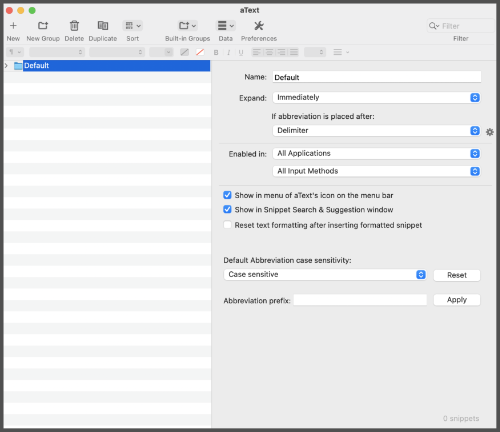 aText
New
New Group
Delete
Duplicate
Sort
Built-in Groups
Data
Preferences
Filter
Filter
B I U
Default
Name: Default
Expand: Immediately
If abbreviation is placed after:
Delimiter
Enabled in: All Applications
All Input Methods
Show in menu of aText's icon on the menu bar
Show in Snippet Search & Suggestion window
Reset text formatting after inserting formatted snippet
Default Abbreviation case sensitivity:
Case sensitive
Reset
Abbreviation prefix:
Apply
0 snippets